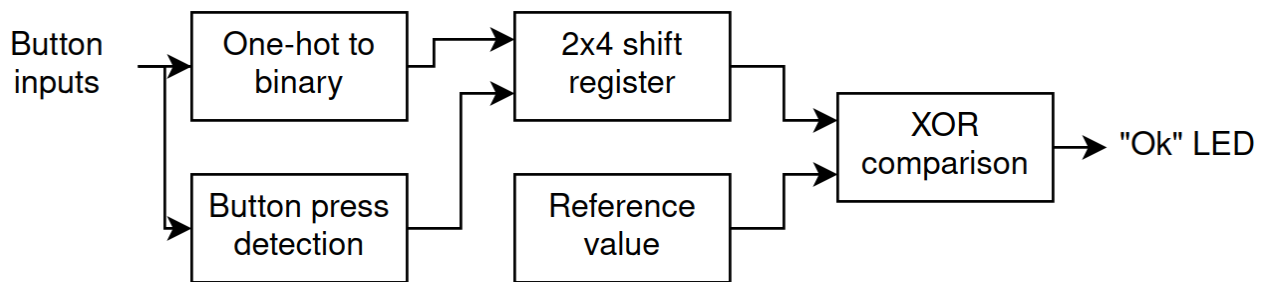 Button
inputs
One-hot to
binary
2x4 shift
register
XOR
comparison
"Ok" LED
Button press
detection
Reference
value